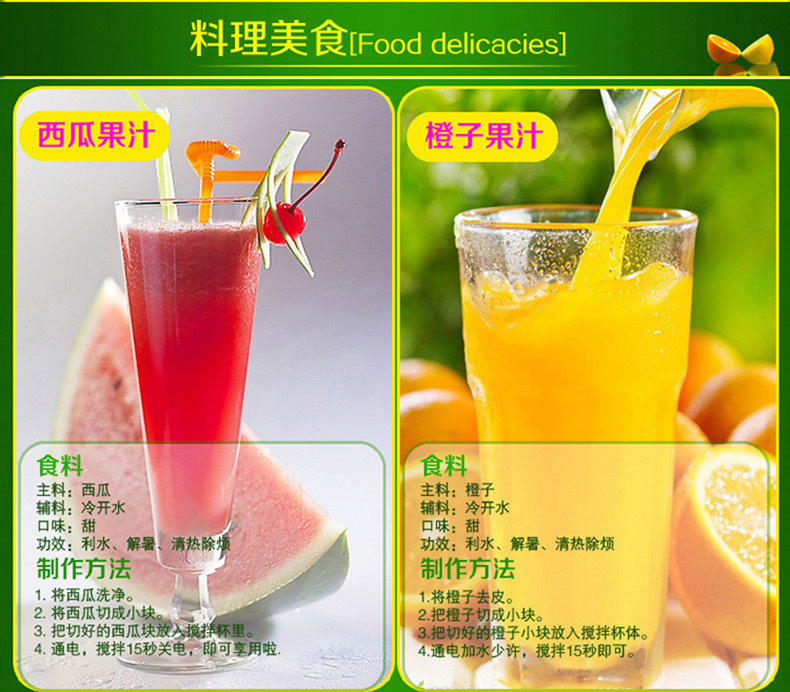 料理美食[Food delicacies]
西瓜果汁
食料
主料：西瓜
辅料：冷开水
口味：甜
功效：利水、解暑、清热除烦
制作方法
1. 将西瓜洗净。
2. 将西瓜切成小块。
3. 把切好的西瓜块放入搅拌杯里。
4. 通电，搅拌15秒关电，即可享用啦.
橙子果汁
食料
主料：橙子
辅料：冷开水
口味：甜
功效：利水、解暑、清热除烦
制作方法
1.将橙子去皮。
2.把橙子切成小块。
3.把切好的橙子小块放入搅拌杯体。
4.通电加水少许，搅拌15秒即可。